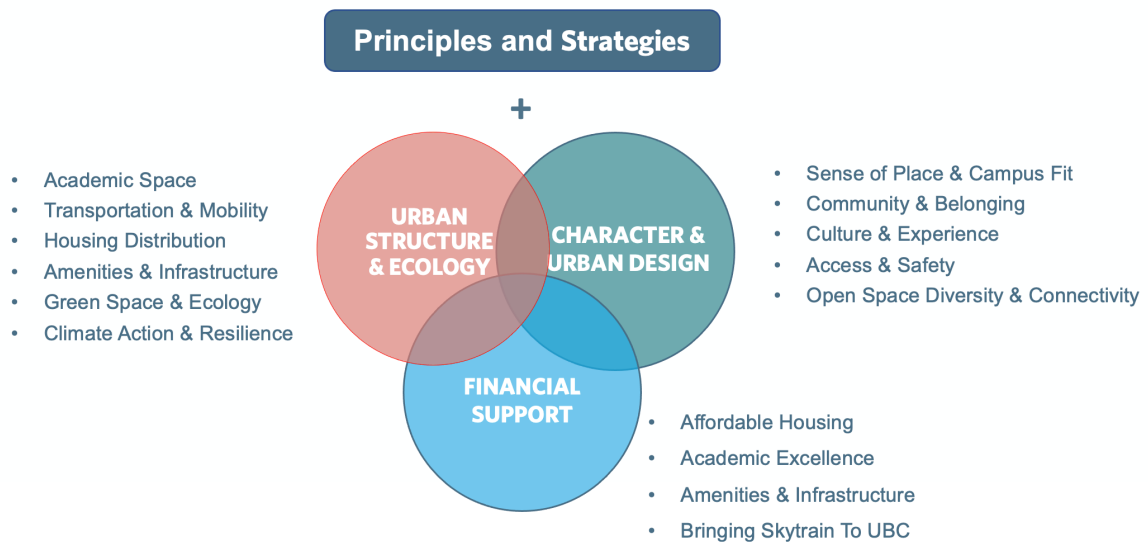 Principles and Strategies
+
• Academic Space
• Transportation & Mobility
• Housing Distribution
• Amenities & Infrastructure
• Green Space & Ecology
• Climate Action & Resilience
URBAN
STRUCTURE
& ECOLOGY
CHARACTER &
URBAN DESIGN
• Sense of Place & Campus Fit
• Community & Belonging
• Culture & Experience
• Access & Safety
• Open Space Diversity & Connectivity
FINANCIAL
SUPPORT
• Affordable Housing
• Academic Excellence
• Amenities & Infrastructure
• Bringing Skytrain To UBC